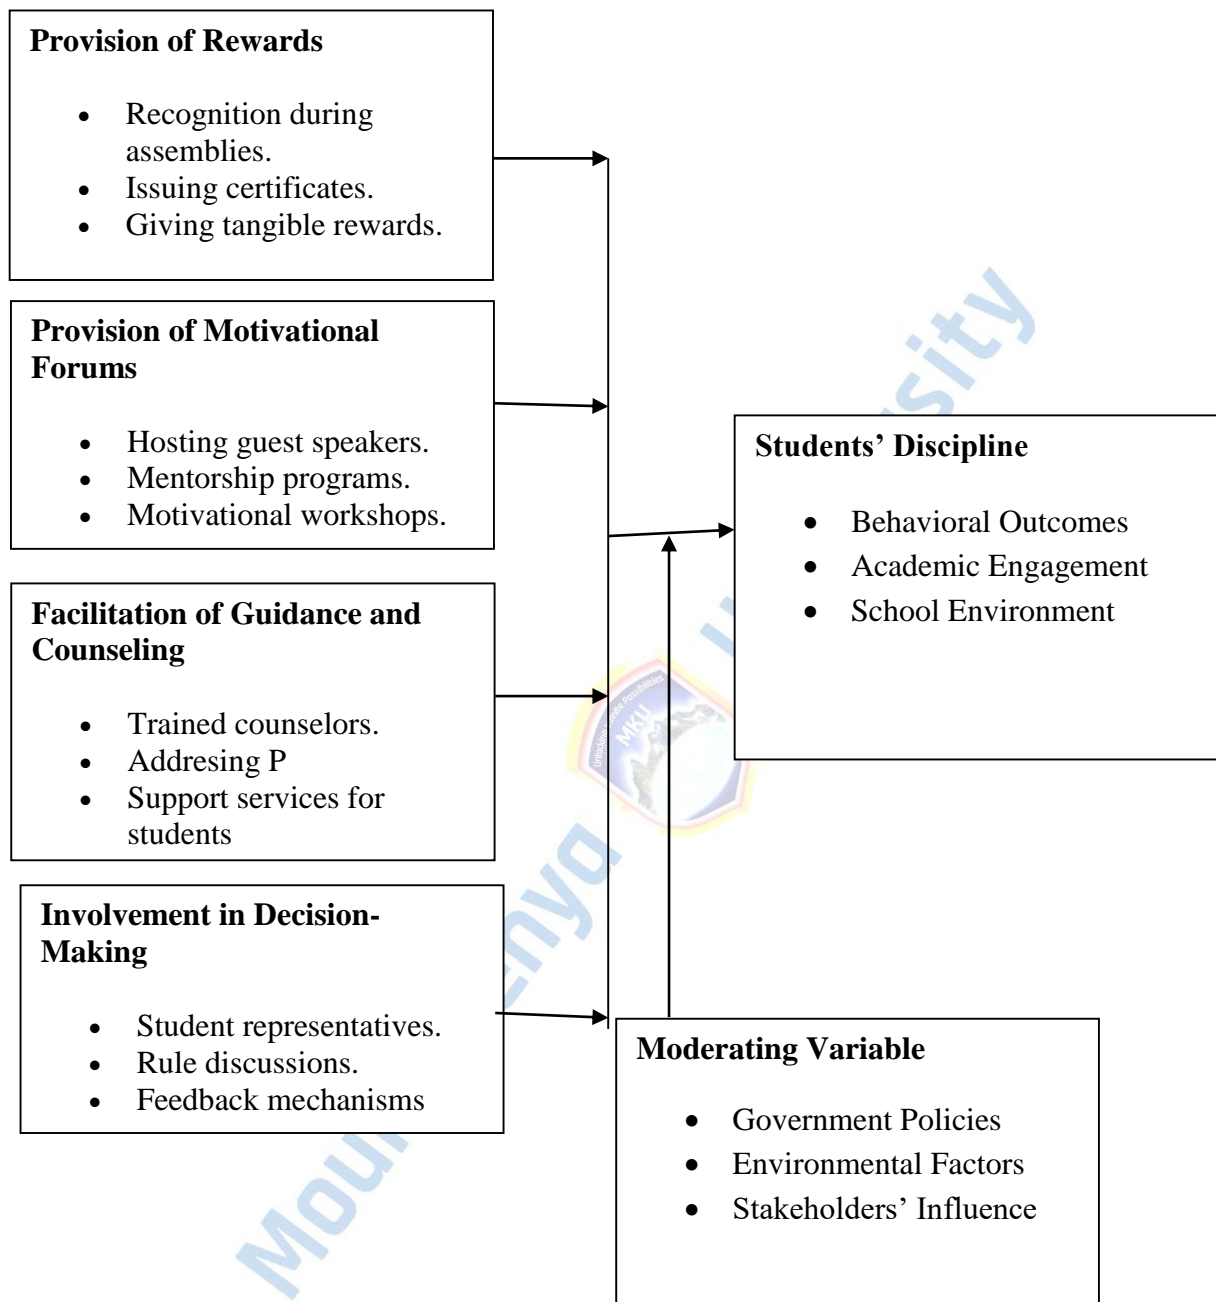 Provision of Rewards
• Recognition during
assemblies.
• Issuing certificates.
• Giving tangible rewards.
Provision of Motivational
Forums
• Hosting guest speakers.
• Mentorship programs.
• Motivational workshops.
Facilitation of Guidance and
Counseling
• Trained counselors.
• Addresing P
• Support services for
students
Involvement in Decision-
Making
• Student representatives.
• Rule discussions.
• Feedback mechanisms
Students’ Discipline
• Behavioral Outcomes
• Academic Engagement
• School Environment
Moderating Variable
• Government Policies
• Environmental Factors
• Stakeholders’ Influence
MKU